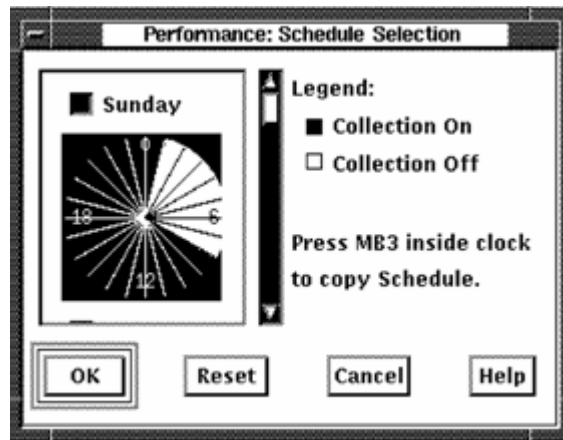 Performance: Schedule Selection
Sunday
0
18
6
12
Legend:
Collection On
Collection Off
Press MB3 inside clock
to copy Schedule.
OK
Reset
Cancel
Help